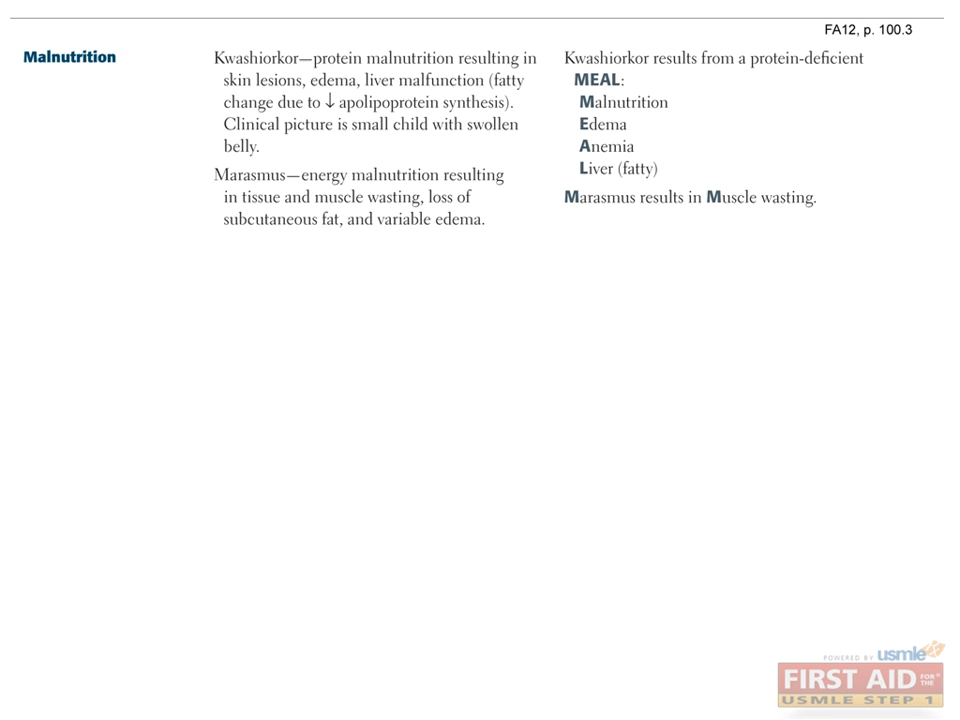 FA12, p. 100.3
Malnutrition
Kwashiorkor—protein malnutrition resulting in
skin lesions, edema, liver malfunction (fatty
change due to ↓ apolipoprotein synthesis).
Clinical picture is small child with swollen
belly.
Marasmus—energy malnutrition resulting
in tissue and muscle wasting, loss of
subcutaneous fat, and variable edema.
Kwashiorkor results from a protein-deficient
MEAL:
Malnutrition
Edema
Anemia
Liver (fatty)
Marasmus results in Muscle wasting.
POWERED BY usmle
FIRST AID FOR THE®
USMLE STEP 1